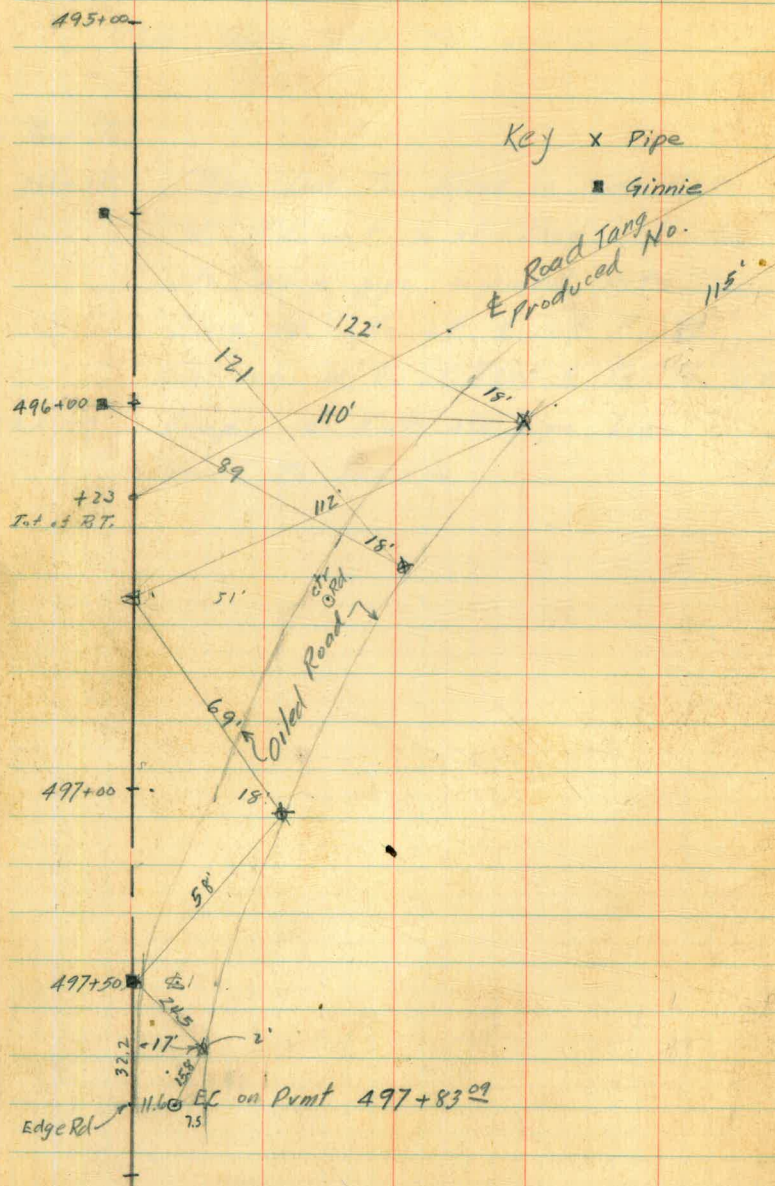 495+00
Key x Pipe
■ Ginnie
℄ Road Tang
Produced No.
115'
122'
121
18'
496+00
110'
89
+23
Int of B.T.
112'
18'
51'
ctr
Rd.
Oiled Road
69'
497+00
18'
58'
497+50
24.5
17'
2'
32.2
15.8
11.6
EC on Pvmt 497+83 09
7.5
Edge Rd